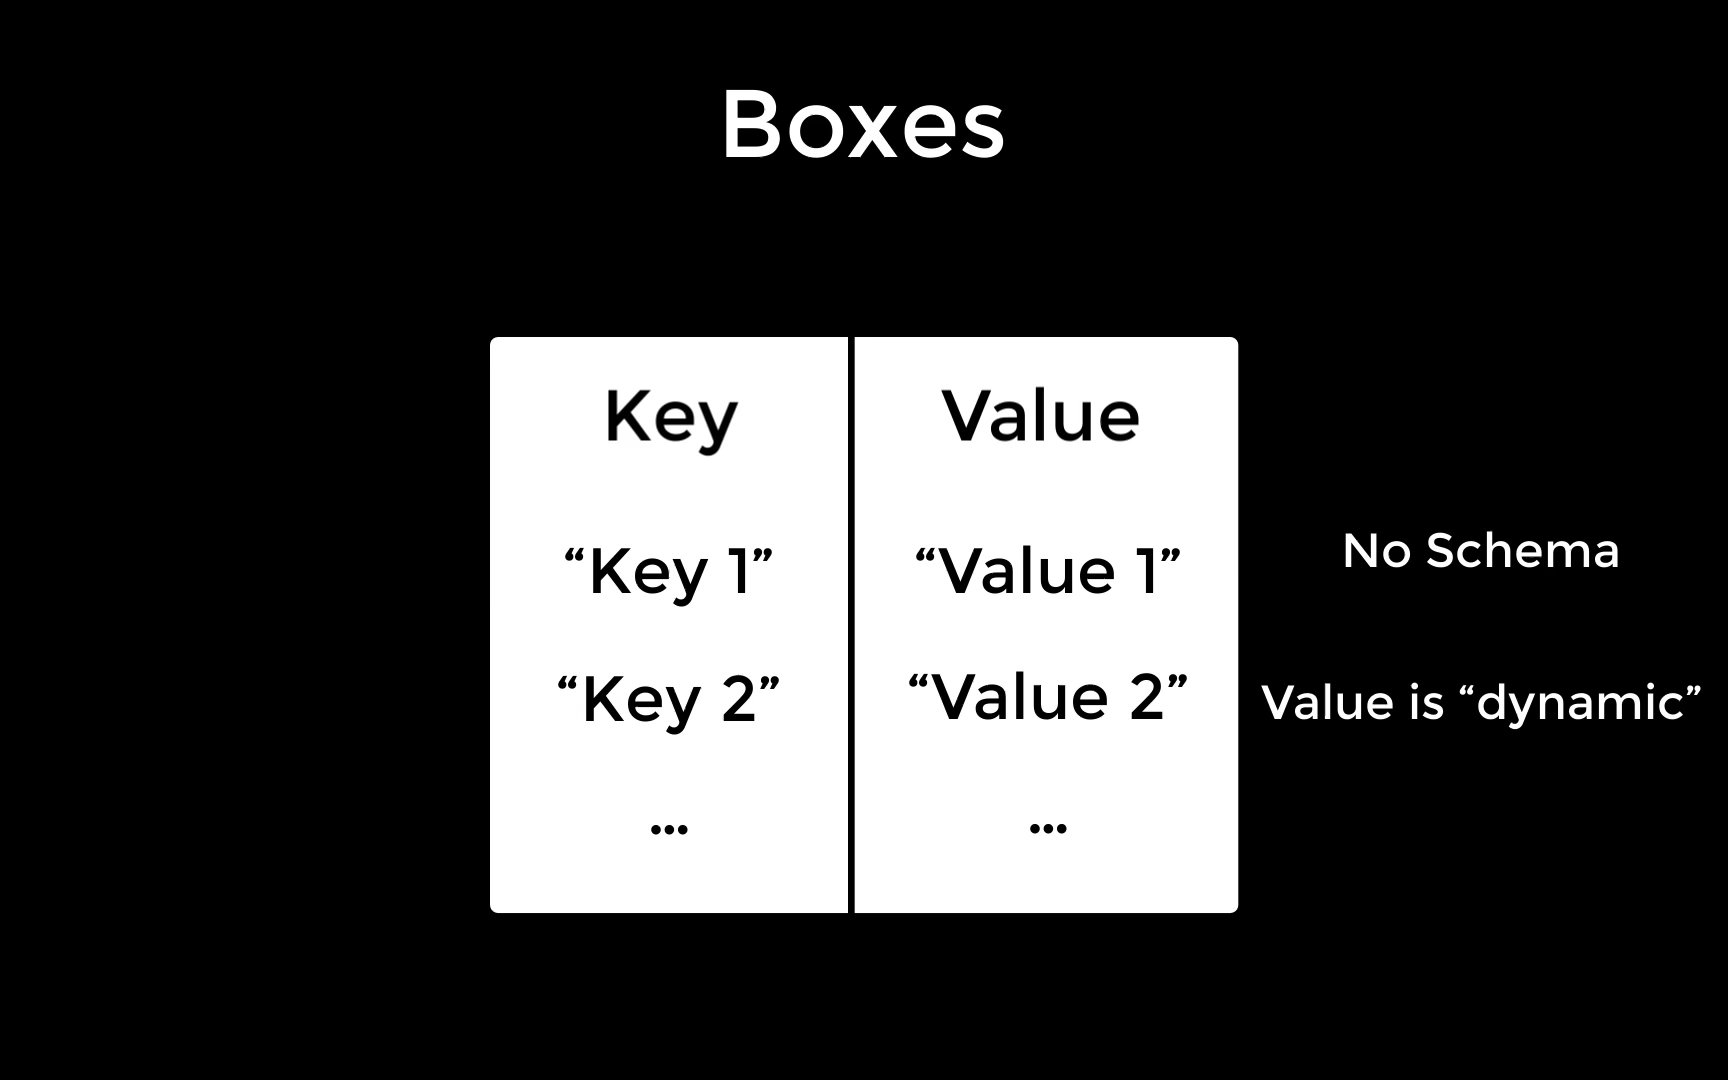 Boxes
Key Value
“Key 1” “Value 1”
No Schema
“Key 2” “Value 2”
Value is “dynamic”
... ...